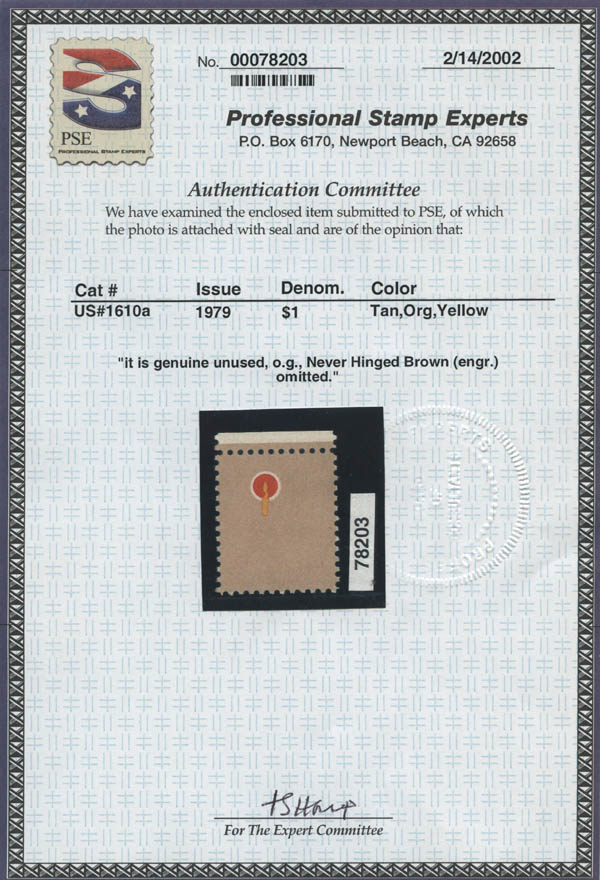 No. 00078203
2/14/2002
PSE
PROFESSIONAL STAMP EXPERTS
Professional Stamp Experts
P.O. Box 6170, Newport Beach, CA 92658
Authentication Committee
We have examined the enclosed item submitted to PSE, of which
the photo is attached with seal and are of the opinion that:
Cat # Issue Denom. Color
US#1610a 1979 $1 Tan,Org,Yellow
"it is genuine unused, o.g., Never Hinged Brown (engr.)
omitted."
78203
For The Expert Committee